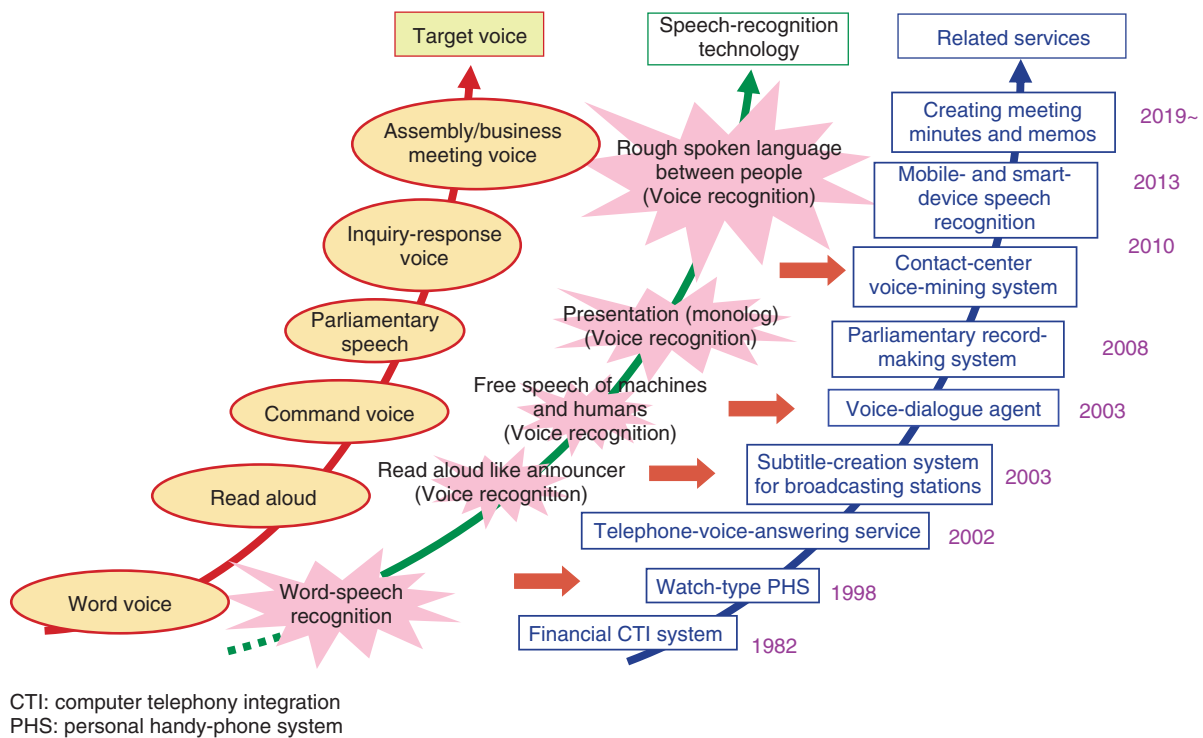 Target voice
Speech-recognition
technology
Related services
Assembly/business
meeting voice
Rough spoken language
between people
(Voice recognition)
Creating meeting
minutes and memos
2019~
Mobile- and smart-
device speech
recognition
2013
Inquiry-response
voice
Contact-center
voice-mining system
2010
Parliamentary
speech
Presentation (monolog)
(Voice recognition)
Parliamentary record-
making system
2008
Command voice
Free speech of machines
and humans
(Voice recognition)
Voice-dialogue agent
2003
Read aloud
Read aloud like announcer
(Voice recognition)
Subtitle-creation system
for broadcasting stations
2003
Telephone-voice-answering service
2002
Word voice
Word-speech
recognition
Watch-type PHS
1998
Financial CTI system
1982
CTI: computer telephony integration
PHS: personal handy-phone system